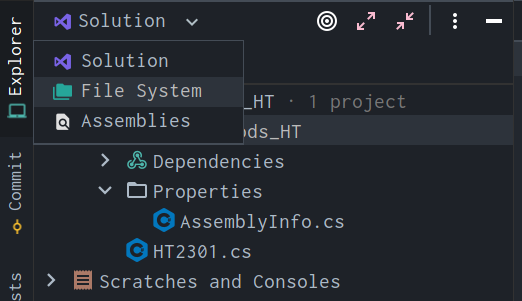 Solution
Solution
File System
Assemblies
_HT · 1 project
ods_HT
Dependencies
Properties
AssemblyInfo.cs
HT2301.cs
Scratches and Consoles
Explorer
Commit
sts